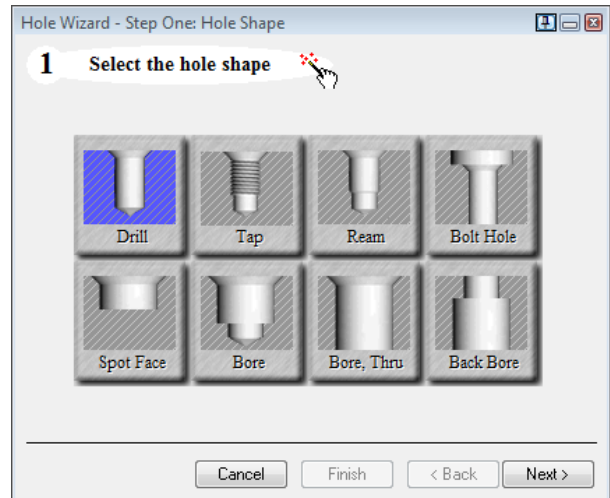 Hole Wizard - Step One: Hole Shape
1 Select the hole shape
Drill Tap Ream Bolt Hole
Spot Face Bore Bore, Thru Back Bore
Cancel Finish < Back Next >